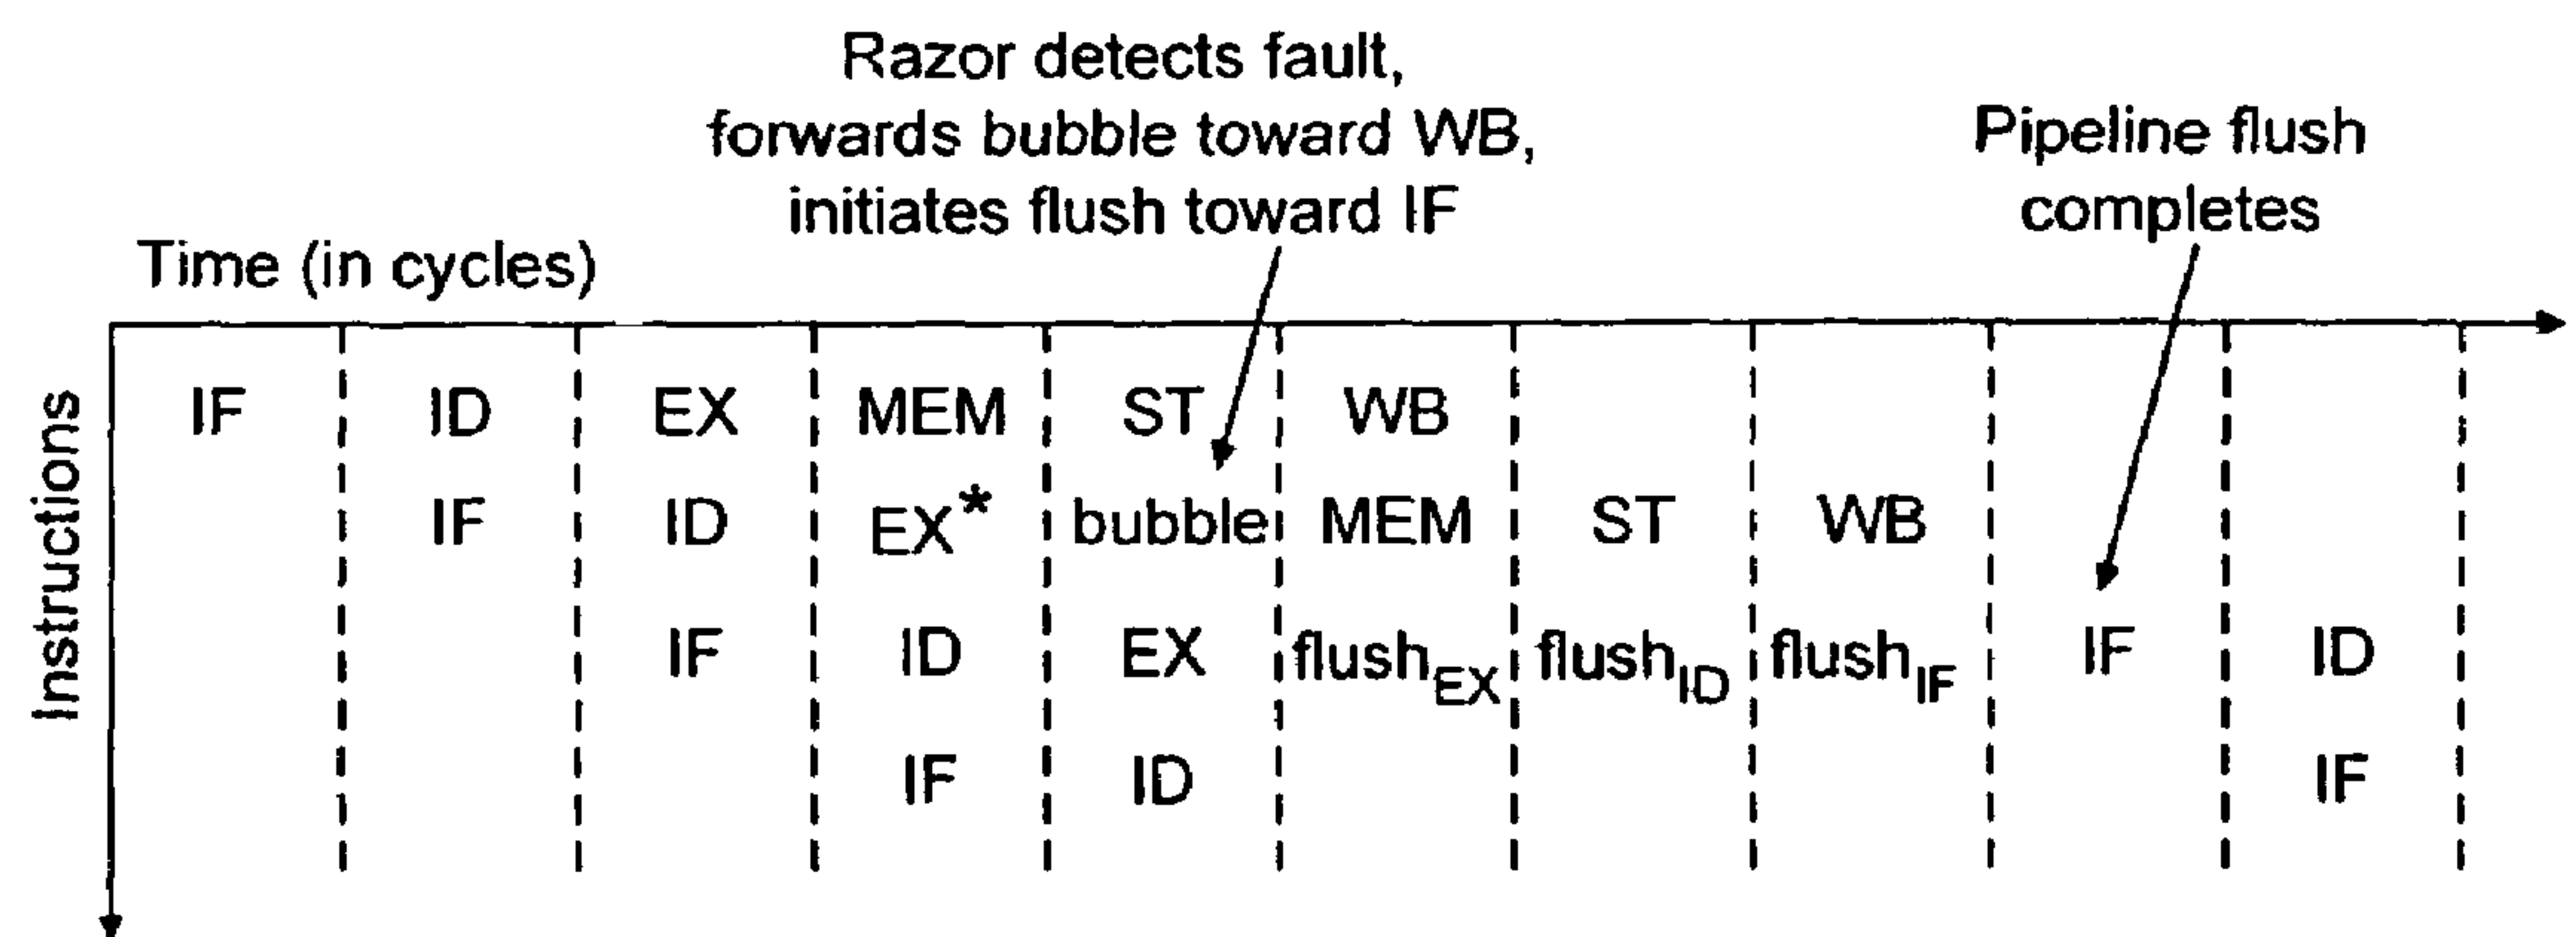 Razor detects fault,
forwards bubble toward WB,
initiates flush toward IF
Pipeline flush
completes
Time (in cycles)
Instructions
IF ID EX MEM ST WB
IF ID EX* bubble MEM ST WB
IF ID EX flushEX flushID flushIF IF ID
IF ID IF